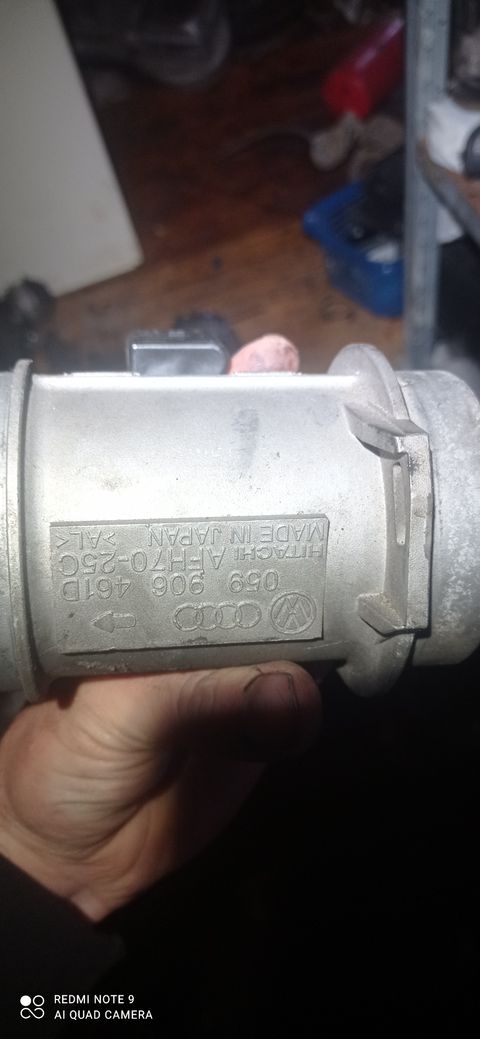 059 906 461D
HITACHI AFH70-25C
MADE IN JAPAN >AL<
REDMI NOTE 9
AI QUAD CAMERA